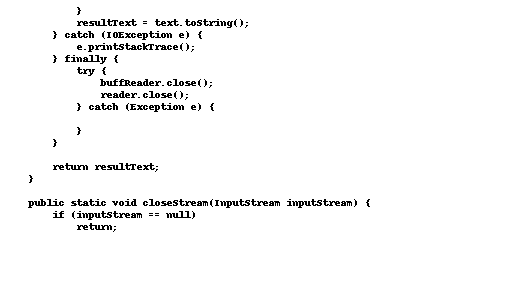 }
        resultText = text.toString();
    } catch (IOException e) {
        e.printStackTrace();
    } finally {
        try {
            buffReader.close();
            reader.close();
        } catch (Exception e) {

        }
    }

    return resultText;
}

public static void closeStream(InputStream inputStream) {
    if (inputStream == null)
        return;